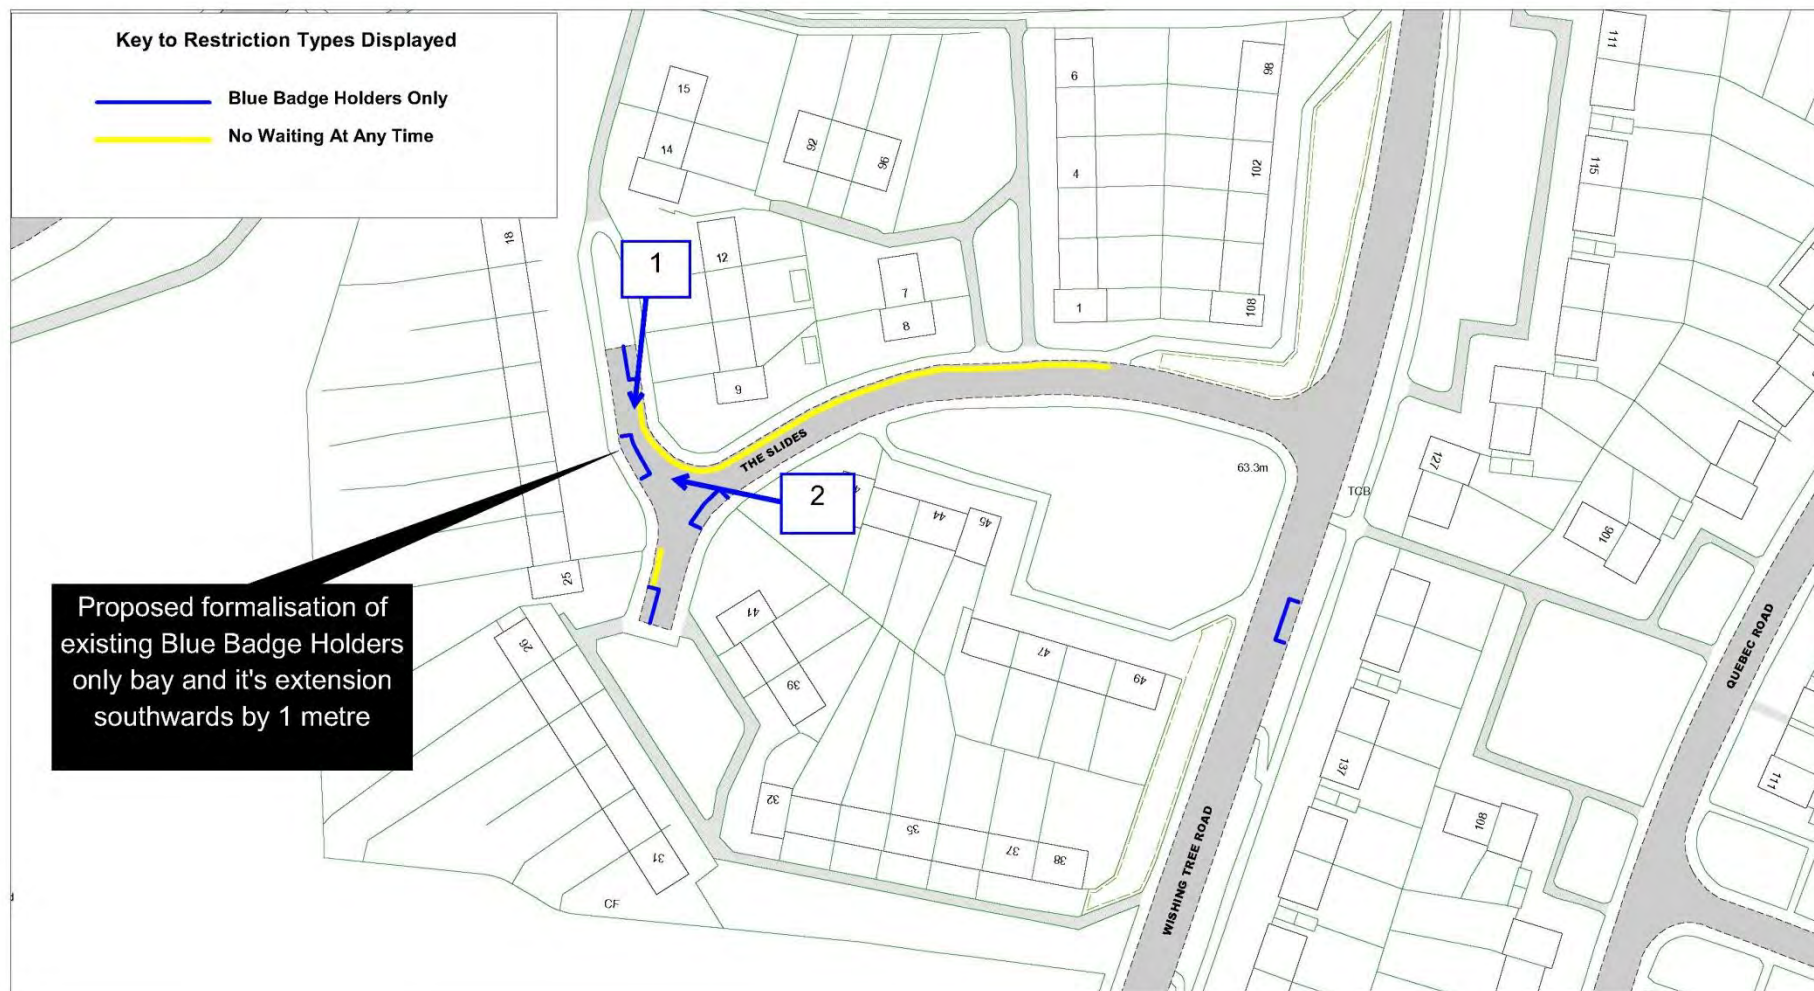 Key to Restriction Types Displayed
Blue Badge Holders Only
No Waiting At Any Time
15
14
92
96
6
4
1
98
102
108
111
115
18
1
12
9
7
8
THE SLIDES
2
63.3m
TCB
127
106
44
45
25
Proposed formalisation of
existing Blue Badge Holders
only bay and it's extension
southwards by 1 metre
26
41
39
47
49
QUEBEC ROAD
137
111
108
32
35
37
38
31
CF
WISHING TREE ROAD